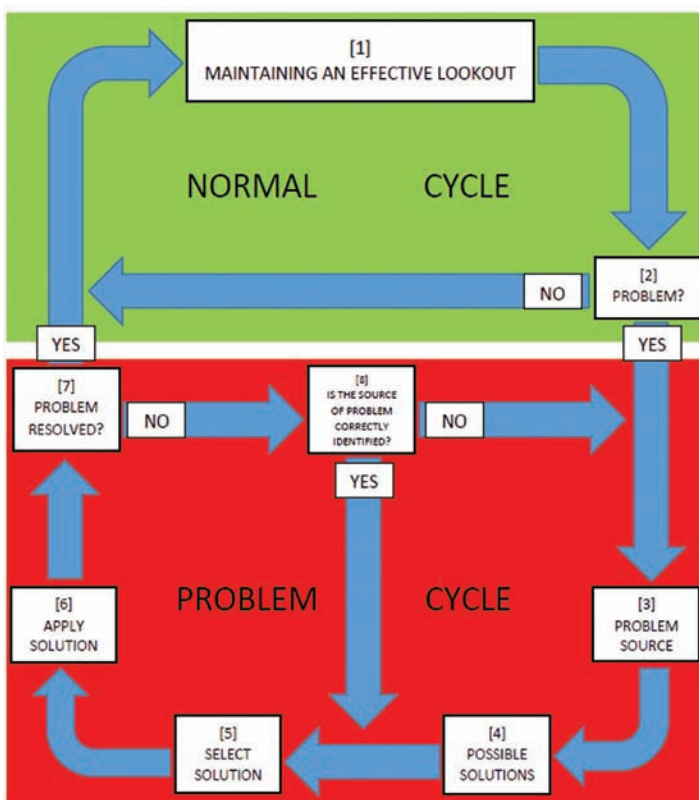 [1]
MAINTAINING AN EFFECTIVE LOOKOUT
NORMAL CYCLE
[2]
PROBLEM?
NO
YES
YES
[7]
PROBLEM
RESOLVED?
NO
[8]
IS THE SOURCE
OF PROBLEM
CORRECTLY
IDENTIFIED?
NO
YES
PROBLEM CYCLE
[6]
APPLY
SOLUTION
[3]
PROBLEM
SOURCE
[5]
SELECT
SOLUTION
[4]
POSSIBLE
SOLUTIONS